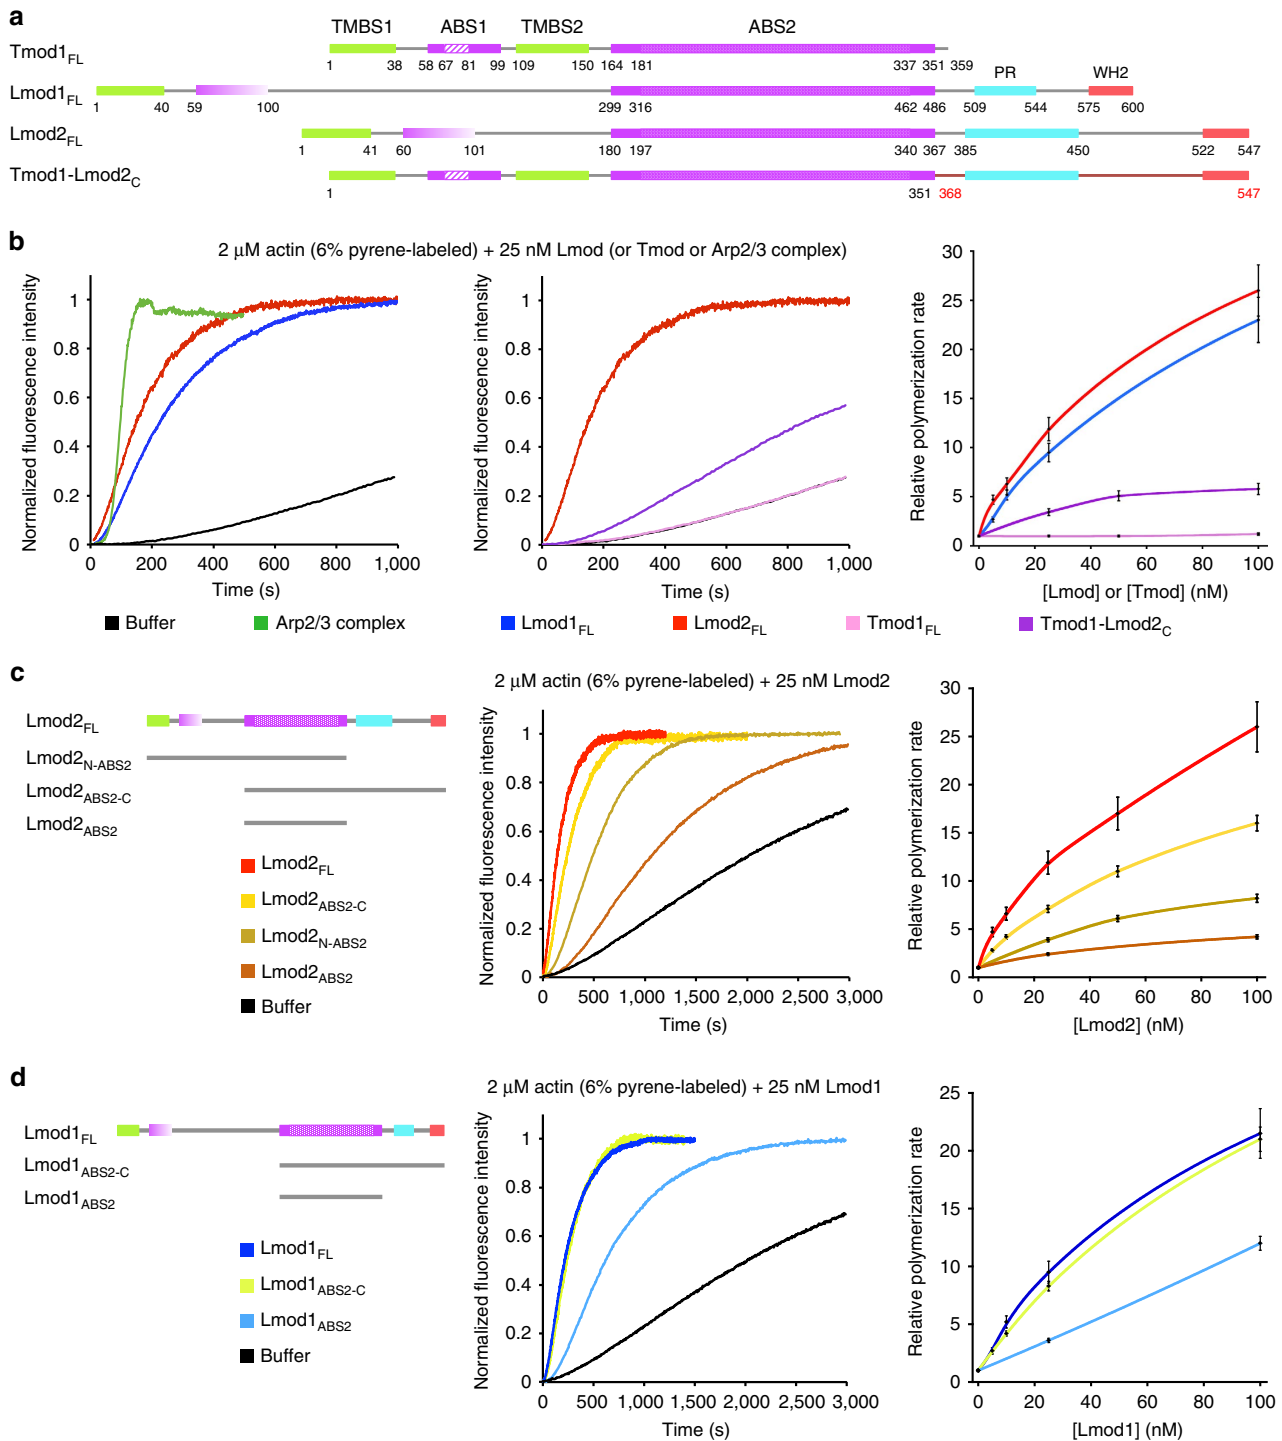 a
TMBS1 ABS1 TMBS2 ABS2
Tmod1FL
1 38 58 67 81 99 109 150 164 181 337 351 359
PR WH2
Lmod1FL
1 40 59 100 299 316 462 486 509 544 575 600
Lmod2FL
1 41 60 101 180 197 340 367 385 450 522 547
Tmod1-Lmod2C
1 351 368 547
b
2 μM actin (6% pyrene-labeled) + 25 nM Lmod (or Tmod or Arp2/3 complex)
Normalized fluorescence intensity
1
0.8
0.6
0.4
0.2
0
0 200 400 600 800 1,000
Time (s)
Normalized fluorescence intensity
1
0.8
0.6
0.4
0.2
0
0 200 400 600 800 1,000
Time (s)
Relative polymerization rate
30
25
20
15
10
5
0
0 20 40 60 80 100
[Lmod] or [Tmod] (nM)
Buffer Arp2/3 complex Lmod1FL Lmod2FL Tmod1FL Tmod1-Lmod2C
c
Lmod2FL
Lmod2N-ABS2
Lmod2ABS2-C
Lmod2ABS2
Lmod2FL
Lmod2ABS2-C
Lmod2N-ABS2
Lmod2ABS2
Buffer
2 μM actin (6% pyrene-labeled) + 25 nM Lmod2
Normalized fluorescence intensity
1
0.8
0.6
0.4
0.2
0
0 500 1,000 1,500 2,000 2,500 3,000
Time (s)
Relative polymerization rate
30
25
20
15
10
5
0
0 20 40 60 80 100
[Lmod2] (nM)
d
Lmod1FL
Lmod1ABS2-C
Lmod1ABS2
Lmod1FL
Lmod1ABS2-C
Lmod1ABS2
Buffer
2 μM actin (6% pyrene-labeled) + 25 nM Lmod1
Normalized fluorescence intensity
1
0.8
0.6
0.4
0.2
0
0 500 1,000 1,500 2,000 2,500 3,000
Time (s)
Relative polymerization rate
25
20
15
10
5
0
0 20 40 60 80 100
[Lmod1] (nM)